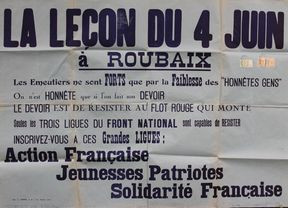 LA LEÇON DU 4 JUIN
à ROUBAIX
Les Emeutiers ne sont FORTS que par la Faiblesse des "HONNÊTES GENS"
On n'est HONNÊTE que si l'on fait son DEVOIR
LE DEVOIR EST DE RESISTER AU FLOT ROUGE QUI MONTE
Seules les TROIS LIGUES DU FRONT NATIONAL sont capables de RESISTER
INSCRIVEZ-VOUS A CES Grandes LIGUES :
Action Française
Jeunesses Patriotes
Solidarité Française